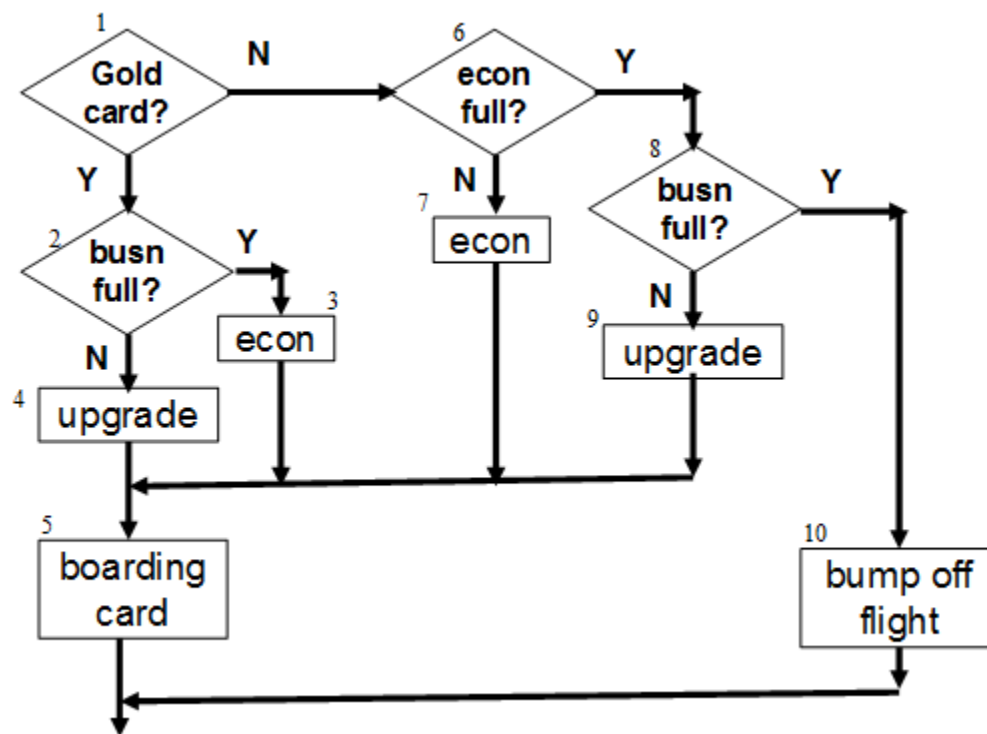 1
Gold
card?
N
6
econ
full?
Y
Y
N
8
busn
full?
Y
2
busn
full?
Y
7
econ
3
econ
N
N
9
upgrade
4
upgrade
5
boarding
card
10
bump off
flight